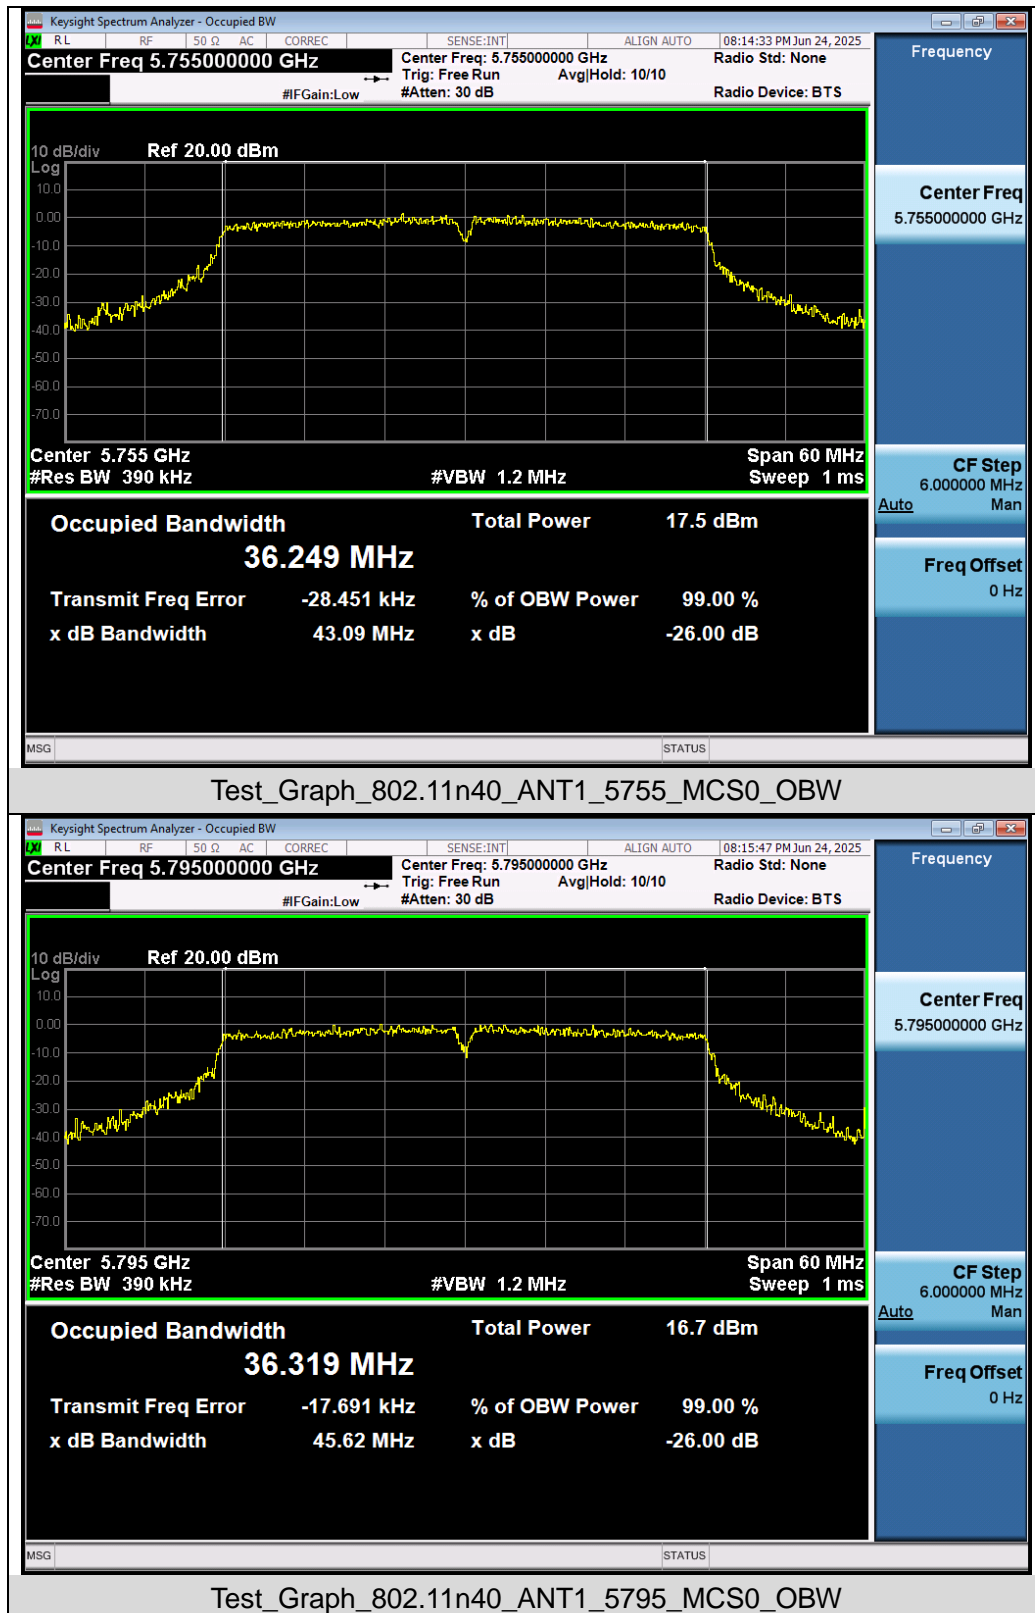 Keysight Spectrum Analyzer - Occupied BW
LXI RL RF 50 Ω AC CORREC SENSE:INT ALIGN AUTO 08:14:33 PM Jun 24, 2025
Center Freq 5.755000000 GHz
Center Freq: 5.755000000 GHz Radio Std: None
Trig: Free Run Avg|Hold: 10/10
#IFGain:Low #Atten: 30 dB Radio Device: BTS
Frequency
10 dB/div Ref 20.00 dBm
Log
10.0
0.00
-10.0
-20.0
-30.0
-40.0
-50.0
-60.0
-70.0
Center Freq
5.755000000 GHz
Center 5.755 GHz Span 60 MHz
#Res BW 390 kHz #VBW 1.2 MHz Sweep 1 ms
CF Step
6.000000 MHz
Auto Man
Occupied Bandwidth Total Power 17.5 dBm
36.249 MHz
Transmit Freq Error -28.451 kHz % of OBW Power 99.00 %
x dB Bandwidth 43.09 MHz x dB -26.00 dB
Freq Offset
0 Hz
MSG STATUS
Test_Graph_802.11n40_ANT1_5755_MCS0_OBW
Keysight Spectrum Analyzer - Occupied BW
LXI RL RF 50 Ω AC CORREC SENSE:INT ALIGN AUTO 08:15:47 PM Jun 24, 2025
Center Freq 5.795000000 GHz
Center Freq: 5.795000000 GHz Radio Std: None
Trig: Free Run Avg|Hold: 10/10
#IFGain:Low #Atten: 30 dB Radio Device: BTS
Frequency
10 dB/div Ref 20.00 dBm
Log
10.0
0.00
-10.0
-20.0
-30.0
-40.0
-50.0
-60.0
-70.0
Center Freq
5.795000000 GHz
Center 5.795 GHz Span 60 MHz
#Res BW 390 kHz #VBW 1.2 MHz Sweep 1 ms
CF Step
6.000000 MHz
Auto Man
Occupied Bandwidth Total Power 16.7 dBm
36.319 MHz
Transmit Freq Error -17.691 kHz % of OBW Power 99.00 %
x dB Bandwidth 45.62 MHz x dB -26.00 dB
Freq Offset
0 Hz
MSG STATUS
Test_Graph_802.11n40_ANT1_5795_MCS0_OBW